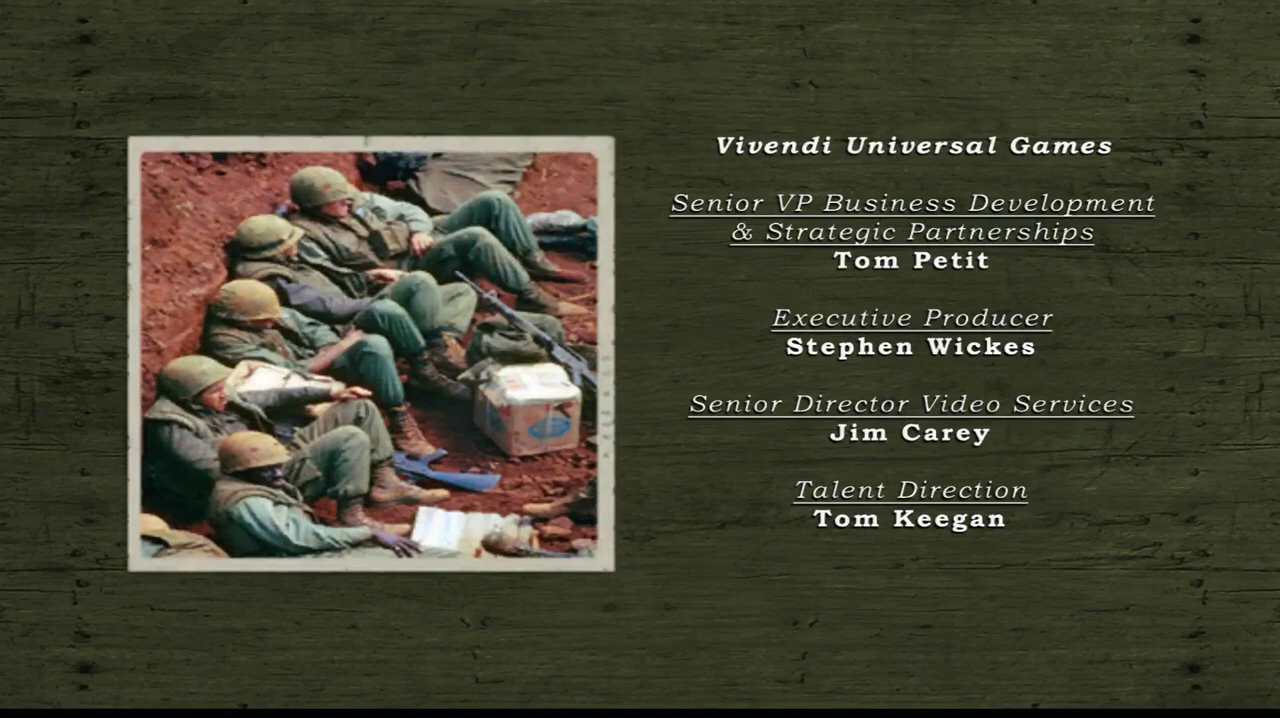 Vivendi Universal Games
Senior VP Business Development
& Strategic Partnerships
Tom Petit
Executive Producer
Stephen Wickes
Senior Director Video Services
Jim Carey
Talent Direction
Tom Keegan